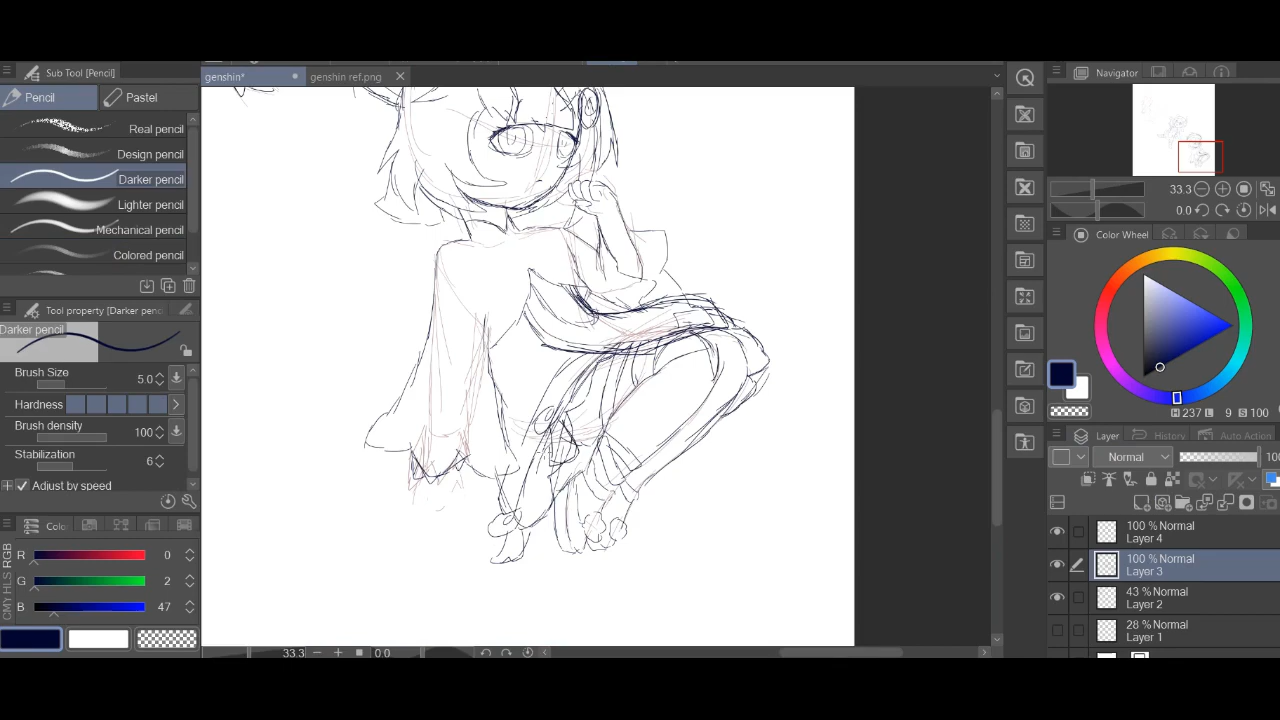 Sub Tool [Pencil]
Pencil
Pastel
Real pencil
Design pencil
Darker pencil
Lighter pencil
Mechanical pencil
Colored pencil
Tool property [Darker penc
Darker pencil
Brush Size
5.0
Hardness
Brush density
100
Stabilization
6
Adjust by speed
Colo
RGB
HLS
CMY
R
0
G
2
B
47
genshin*
genshin ref.png
33.3
0.0
Navigator
33.3
0.0
Color Wheel
H 237 L 9 S 100
Layer
History
Auto Action
Normal
100
100 % Normal
Layer 4
100 % Normal
Layer 3
43 % Normal
Layer 2
28 % Normal
Layer 1